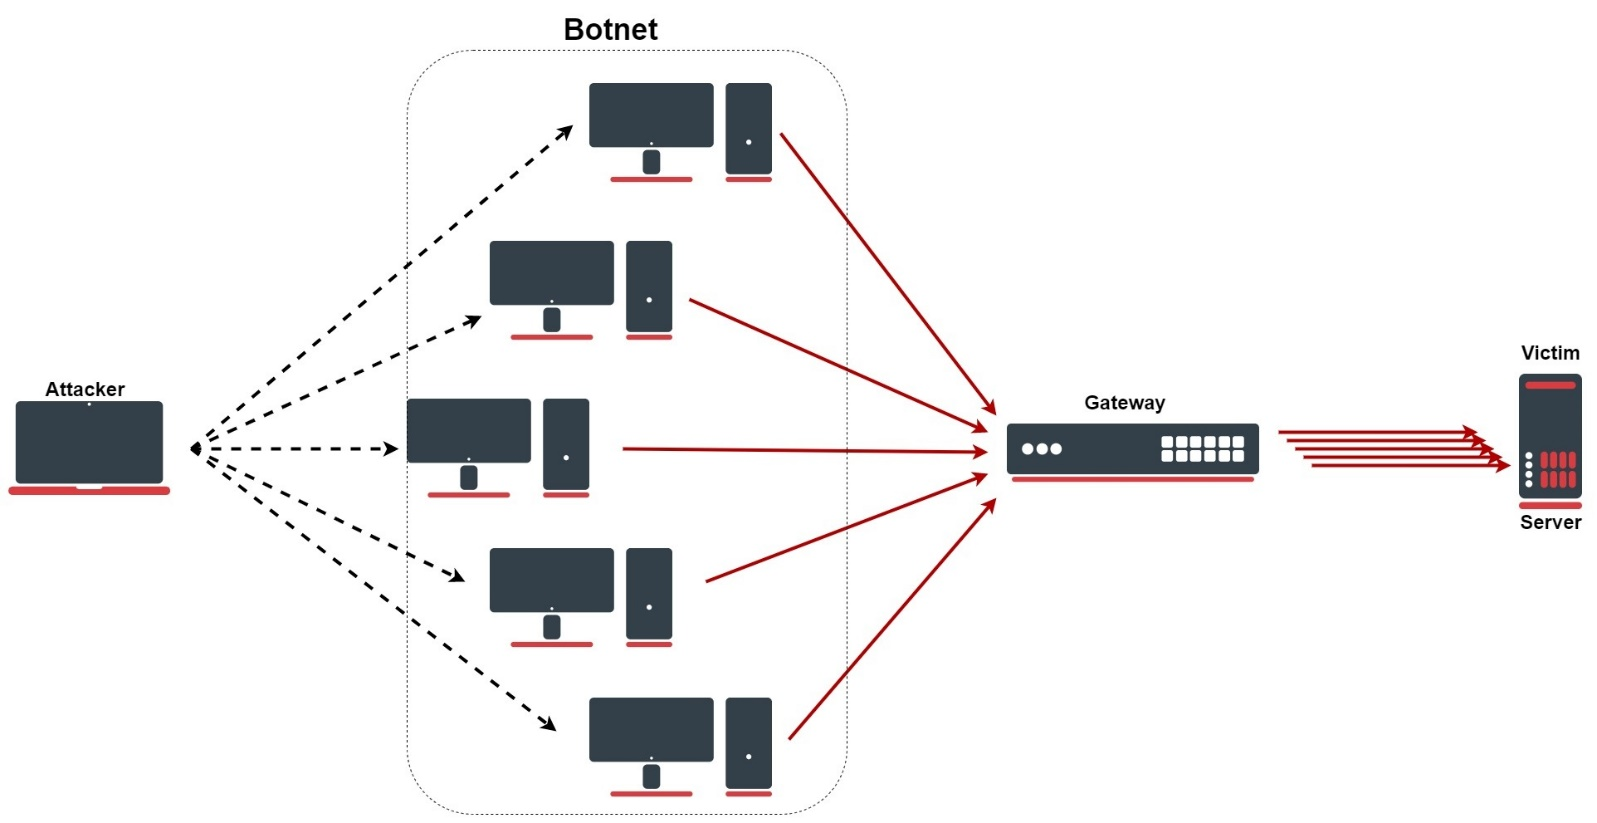 Botnet
Attacker
Gateway
Victim
Server